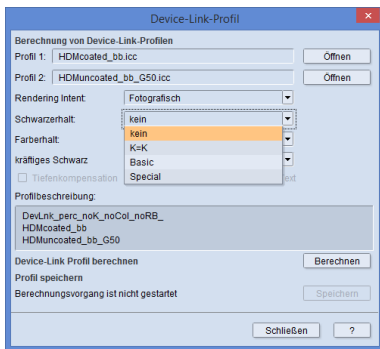 Device-Link-Profil
Berechnung von Device-Link-Profilen
Profil 1: HDMcoated_bb.icc Öffnen
Profil 2: HDMuncoated_bb_G50.icc Öffnen
Rendering Intent: Fotografisch
Schwarzerhalt: kein
kein
Farberhalt:
K=K
kräftiges Schwarz
Basic
Special
Tiefenkompensation ext
Profilbeschreibung:
DevLnk_perc_noK_noCol_noRB_
HDMcoated_bb
HDMuncoated_bb_G50
Device-Link Profil berechnen Berechnen
Profil speichern
Berechnungsvorgang ist nicht gestartet Speichern
Schließen ?